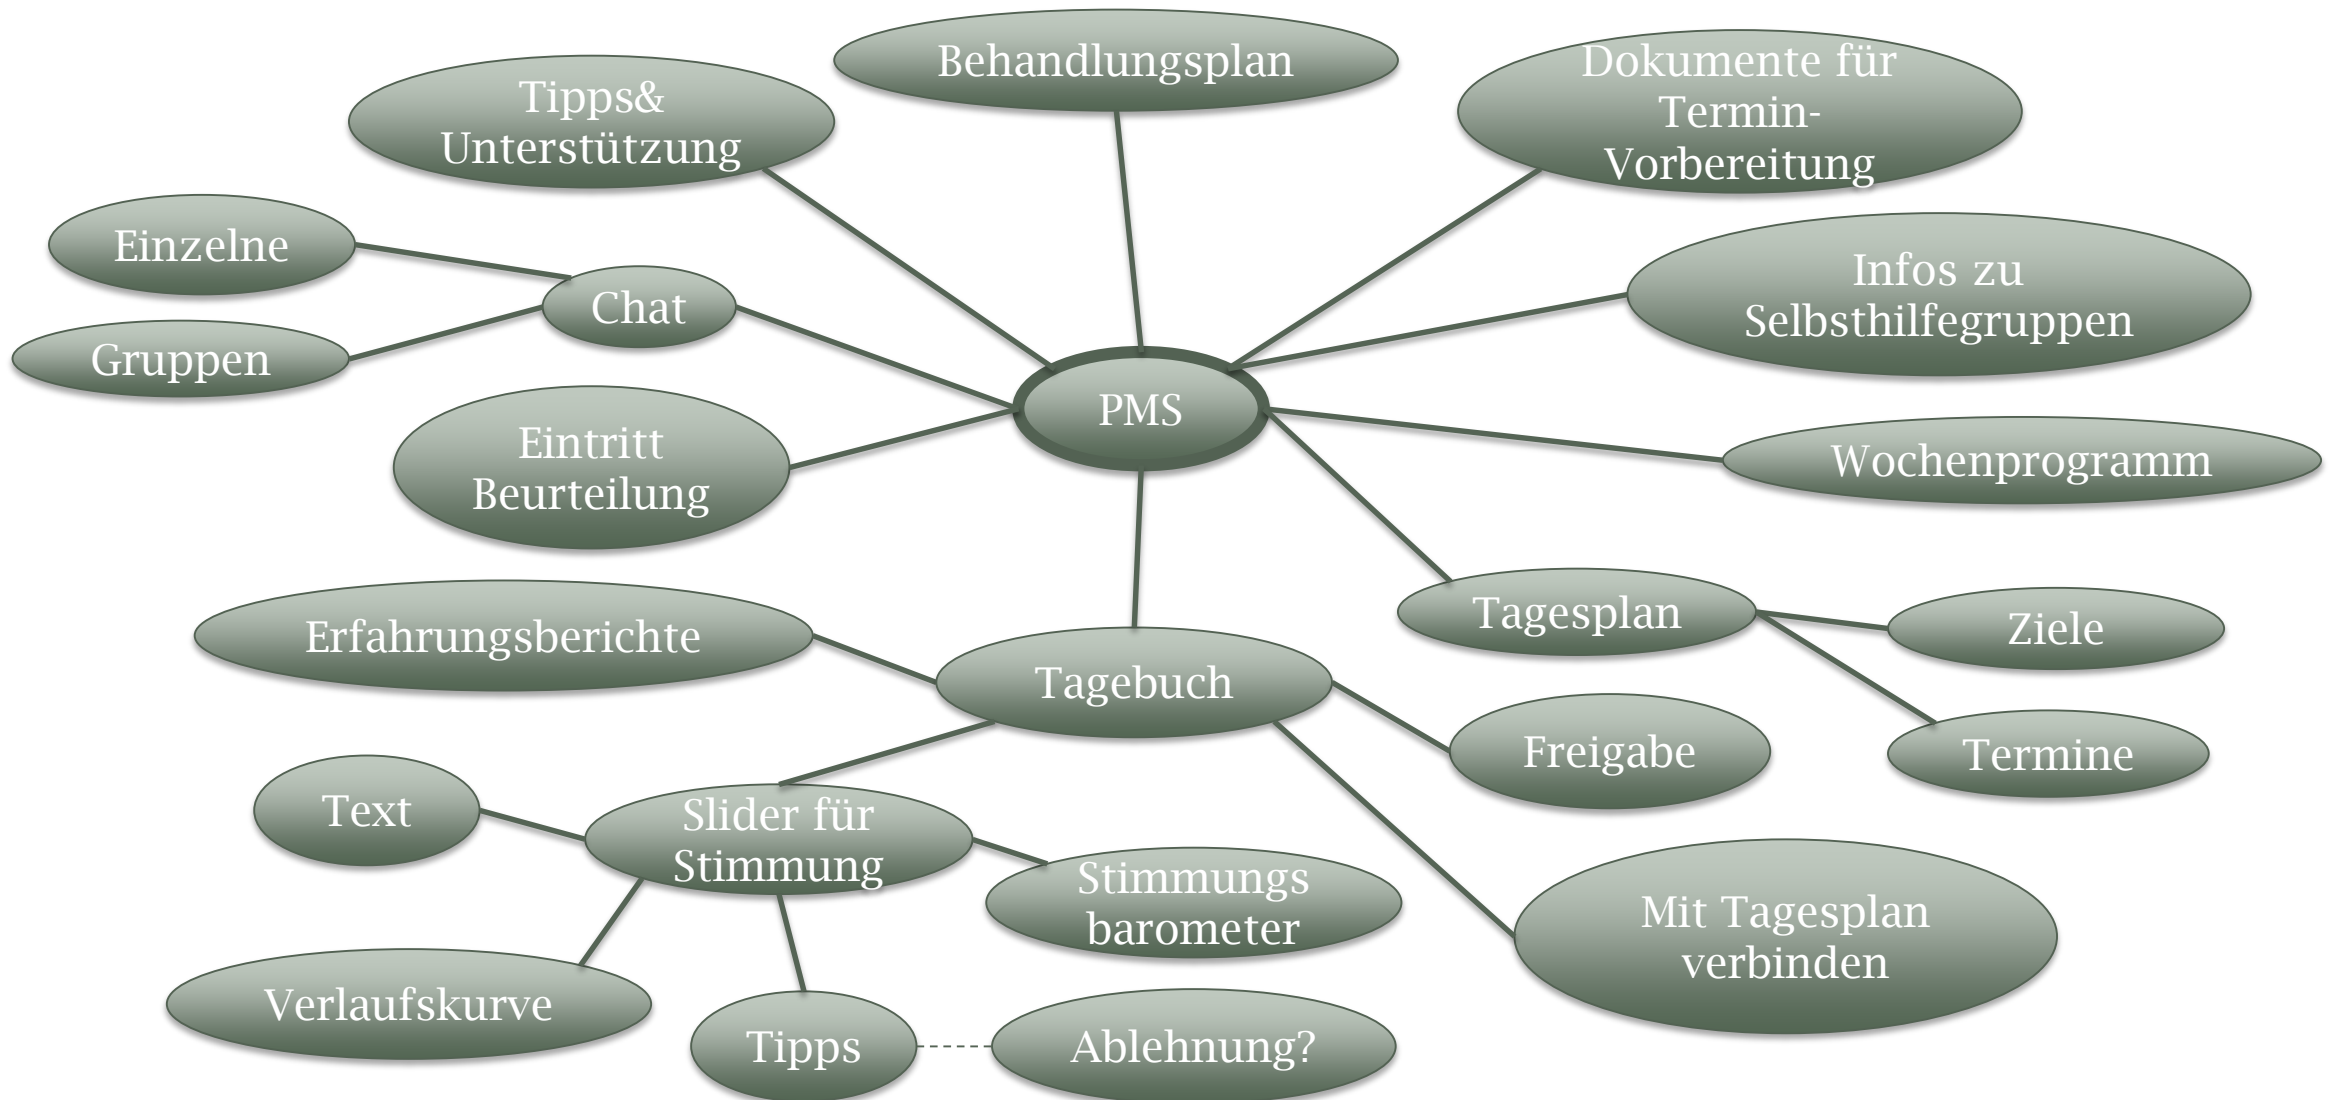 Behandlungsplan
Tipps&
Unterstützung
Dokumente für
Termin-
Vorbereitung
Einzelne
Chat
Gruppen
Infos zu
Selbsthilfegruppen
PMS
Eintritt
Beurteilung
Wochenprogramm
Erfahrungsberichte
Tagebuch
Tagesplan
Ziele
Freigabe
Termine
Text
Slider für
Stimmung
Stimmungs
barometer
Mit Tagesplan
verbinden
Verlaufskurve
Tipps
Ablehnung?